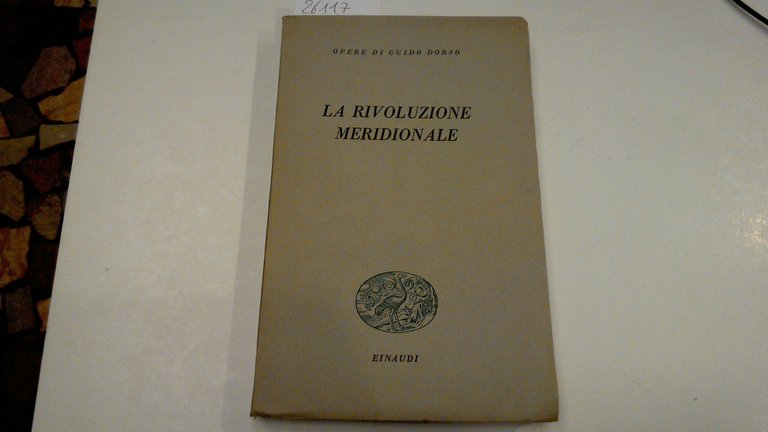 26117
OPERE DI GUIDO DORSO
LA RIVOLUZIONE
MERIDIONALE
EINAUDI